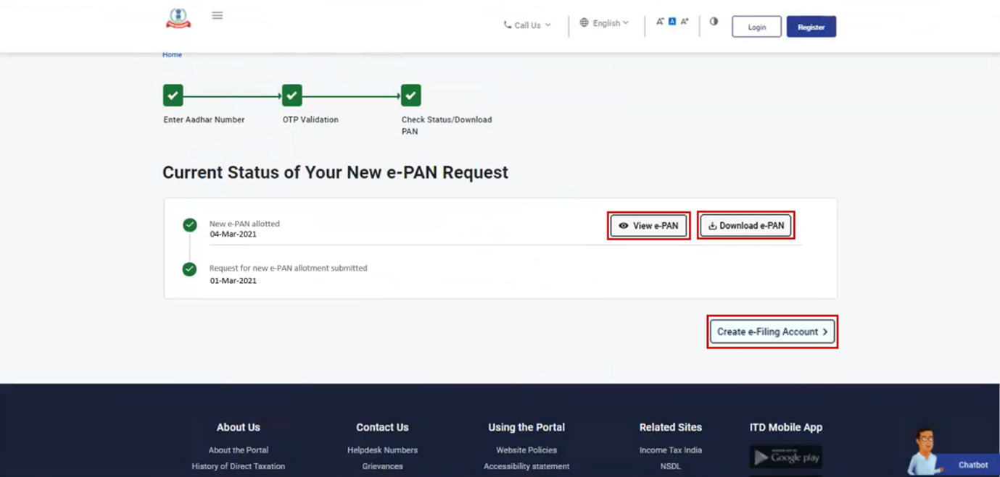 Call Us
English
A-
A
A+
Login
Register
Home
Enter Aadhar Number
OTP Validation
Check Status/Download
PAN
Current Status of Your New e-PAN Request
New e-PAN allotted
04-Mar-2021
View e-PAN
Download e-PAN
Request for new e-PAN allotment submitted
01-Mar-2021
Create e-Filing Account
About Us
Contact Us
Using the Portal
Related Sites
ITD Mobile App
About the Portal
Helpdesk Numbers
Website Policies
Income Tax India
Google play
History of Direct Taxation
Grievances
Accessibility statement
NSDL
Chatbot